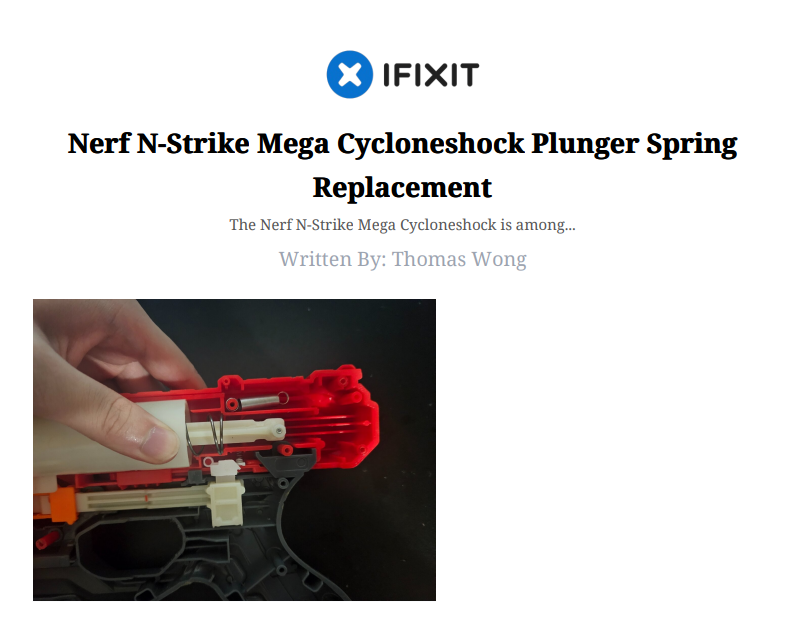 IFIXIT
Nerf N-Strike Mega Cycloneshock Plunger Spring
Replacement
The Nerf N-Strike Mega Cycloneshock is among...
Written By: Thomas Wong